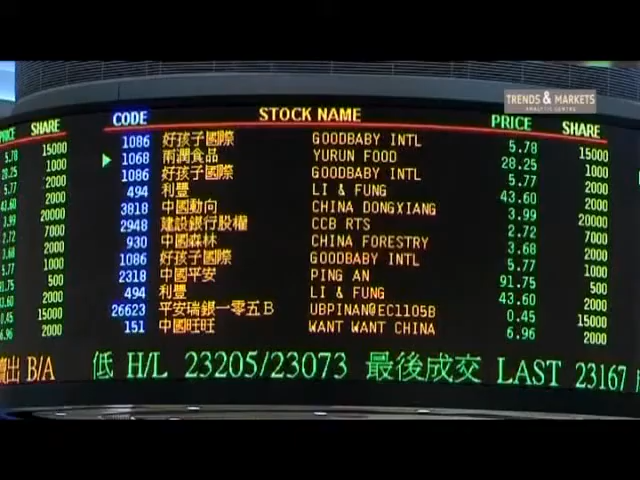 TRENDS & MARKETS
ANALYTIC CENTRE
PRICE SHARE CODE STOCK NAME PRICE SHARE
5.78 15000 1086 好孩子國際 GOODBABY INTL 5.78 15000
28.25 1000 1068 雨潤食品 YURUN FOOD 28.25 1000
5.77 2000 1086 好孩子國際 GOODBABY INTL 5.77 2000
43.60 2000 494 利豐 LI & FUNG 43.60 2000
3.99 20000 3818 中國動向 CHINA DONGXIANG 3.99 20000
2.72 7000 2948 建設銀行股權 CCB RTS 2.72 7000
3.68 2000 930 中國森林 CHINA FORESTRY 3.68 2000
5.77 1000 1086 好孩子國際 GOODBABY INTL 5.77 1000
91.75 500 2318 中國平安 PING AN 91.75 500
43.60 2000 494 利豐 LI & FUNG 43.60 2000
0.45 15000 26623 平安瑞銀一零五B UBPINAN@EC1105B 0.45 15000
6.96 2000 151 中國旺旺 WANT WANT CHINA 6.96 2000
賣出 B/A 低 H/L 23205/23073 最後成交 LAST 23167